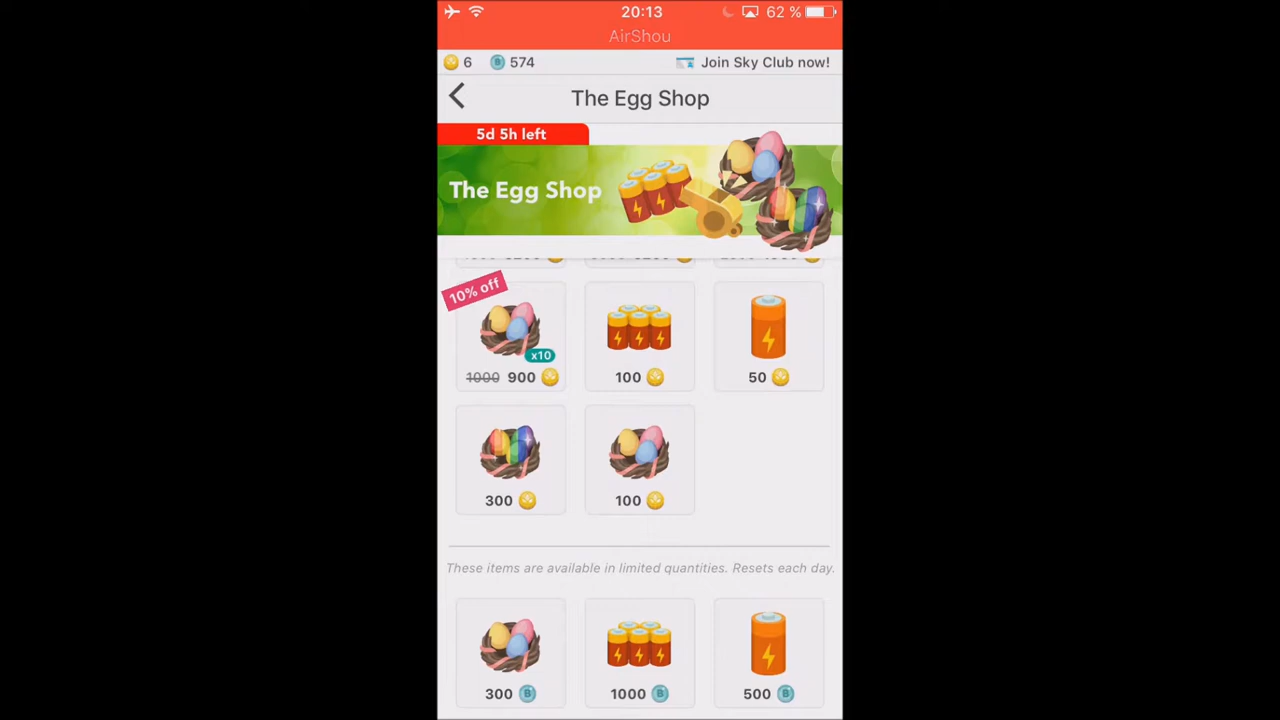 20:13
62 %
AirShou
6
B 574
Join Sky Club now!
The Egg Shop
5d 5h left
The Egg Shop
10% off
x10
1000 900
100
50
300
100
These items are available in limited quantities. Resets each day.
300 B
1000 B
500 B